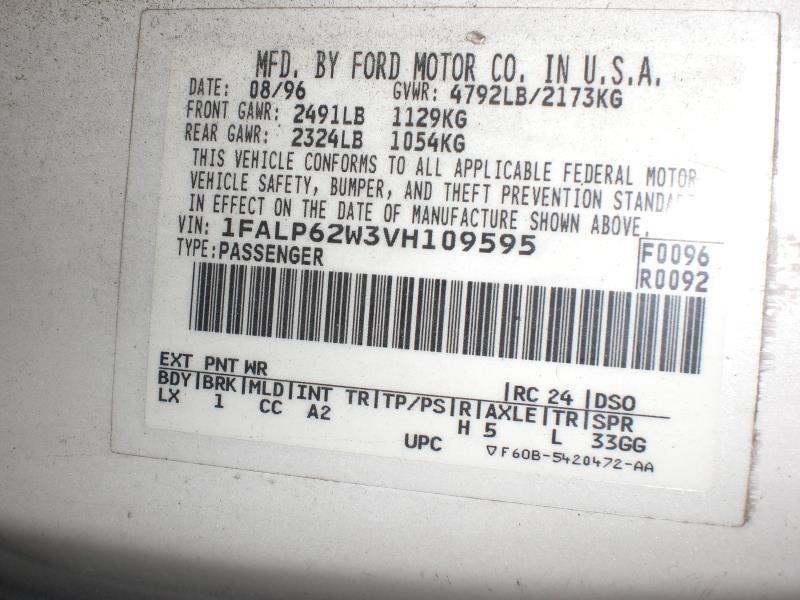 MFD. BY FORD MOTOR CO. IN U.S.A.
DATE: 08/96 GVWR: 4792LB/2173KG
FRONT GAWR: 2491LB 1129KG
REAR GAWR: 2324LB 1054KG
THIS VEHICLE CONFORMS TO ALL APPLICABLE FEDERAL MOTOR
VEHICLE SAFETY, BUMPER, AND THEFT PREVENTION STANDA
IN EFFECT ON THE DATE OF MANUFACTURE SHOWN ABOVE.
VIN: 1FALP62W3VH109595 F0096
TYPE: PASSENGER R0092
EXT PNT WR RC 24 DSO
BDY BRK MLD INT TR TP/PS R AXLE TR SPR
LX 1 CC A2 H 5 L 33GG
UPC ▽F60B-5420472-AA